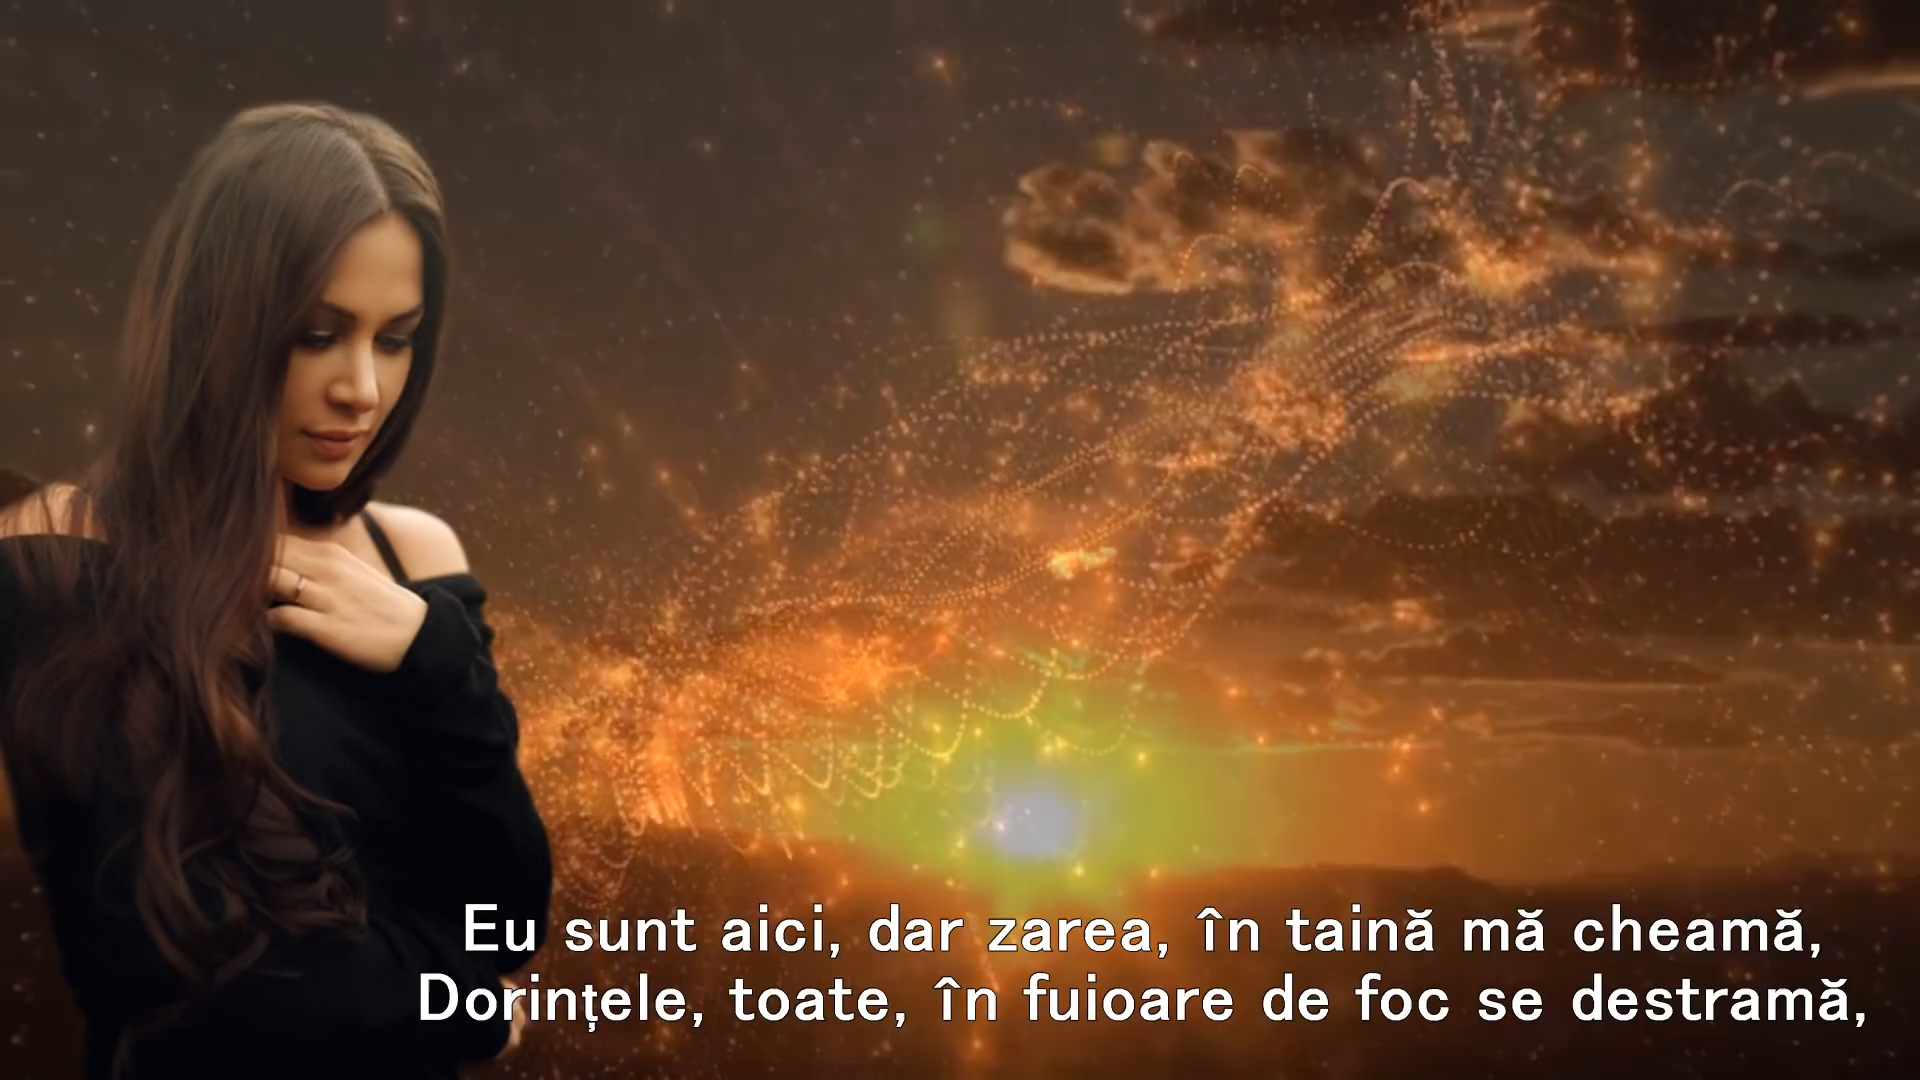 Eu sunt aici, dar zarea, în taină mă cheamă,
Dorințele, toate, în fuioare de foc se destramă,